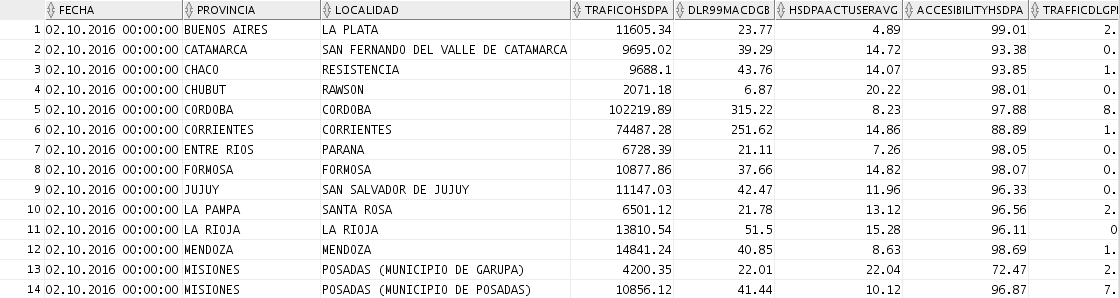 FECHA PROVINCIA LOCALIDAD TRAFICOHSDPA DLR99MACDGB HSDPAACTUSERAVG ACCESIBILITYHSDPA TRAFFICDLGPI
1 02.10.2016 00:00:00 BUENOS AIRES LA PLATA 11605.34 23.77 4.89 99.01 2.
2 02.10.2016 00:00:00 CATAMARCA SAN FERNANDO DEL VALLE DE CATAMARCA 9695.02 39.29 14.72 93.38 0.
3 02.10.2016 00:00:00 CHACO RESISTENCIA 9688.1 43.76 14.07 93.85 1.
4 02.10.2016 00:00:00 CHUBUT RAWSON 2071.18 6.87 20.22 98.01 0.
5 02.10.2016 00:00:00 CORDOBA CORDOBA 102219.89 315.22 8.23 97.88 8.
6 02.10.2016 00:00:00 CORRIENTES CORRIENTES 74487.28 251.62 14.86 88.89 1.
7 02.10.2016 00:00:00 ENTRE RIOS PARANA 6728.39 21.11 7.26 98.05 0.
8 02.10.2016 00:00:00 FORMOSA FORMOSA 10877.86 37.66 14.82 98.07 0.
9 02.10.2016 00:00:00 JUJUY SAN SALVADOR DE JUJUY 11147.03 42.47 11.96 96.33 0.
10 02.10.2016 00:00:00 LA PAMPA SANTA ROSA 6501.12 21.78 13.12 96.56 2.
11 02.10.2016 00:00:00 LA RIOJA LA RIOJA 13810.54 51.5 15.28 96.11 0
12 02.10.2016 00:00:00 MENDOZA MENDOZA 14841.24 40.85 8.63 98.69 1.
13 02.10.2016 00:00:00 MISIONES POSADAS (MUNICIPIO DE GARUPA) 4200.35 22.01 22.04 72.47 2.
14 02.10.2016 00:00:00 MISIONES POSADAS (MUNICIPIO DE POSADAS) 10856.12 41.44 10.12 96.87 7.